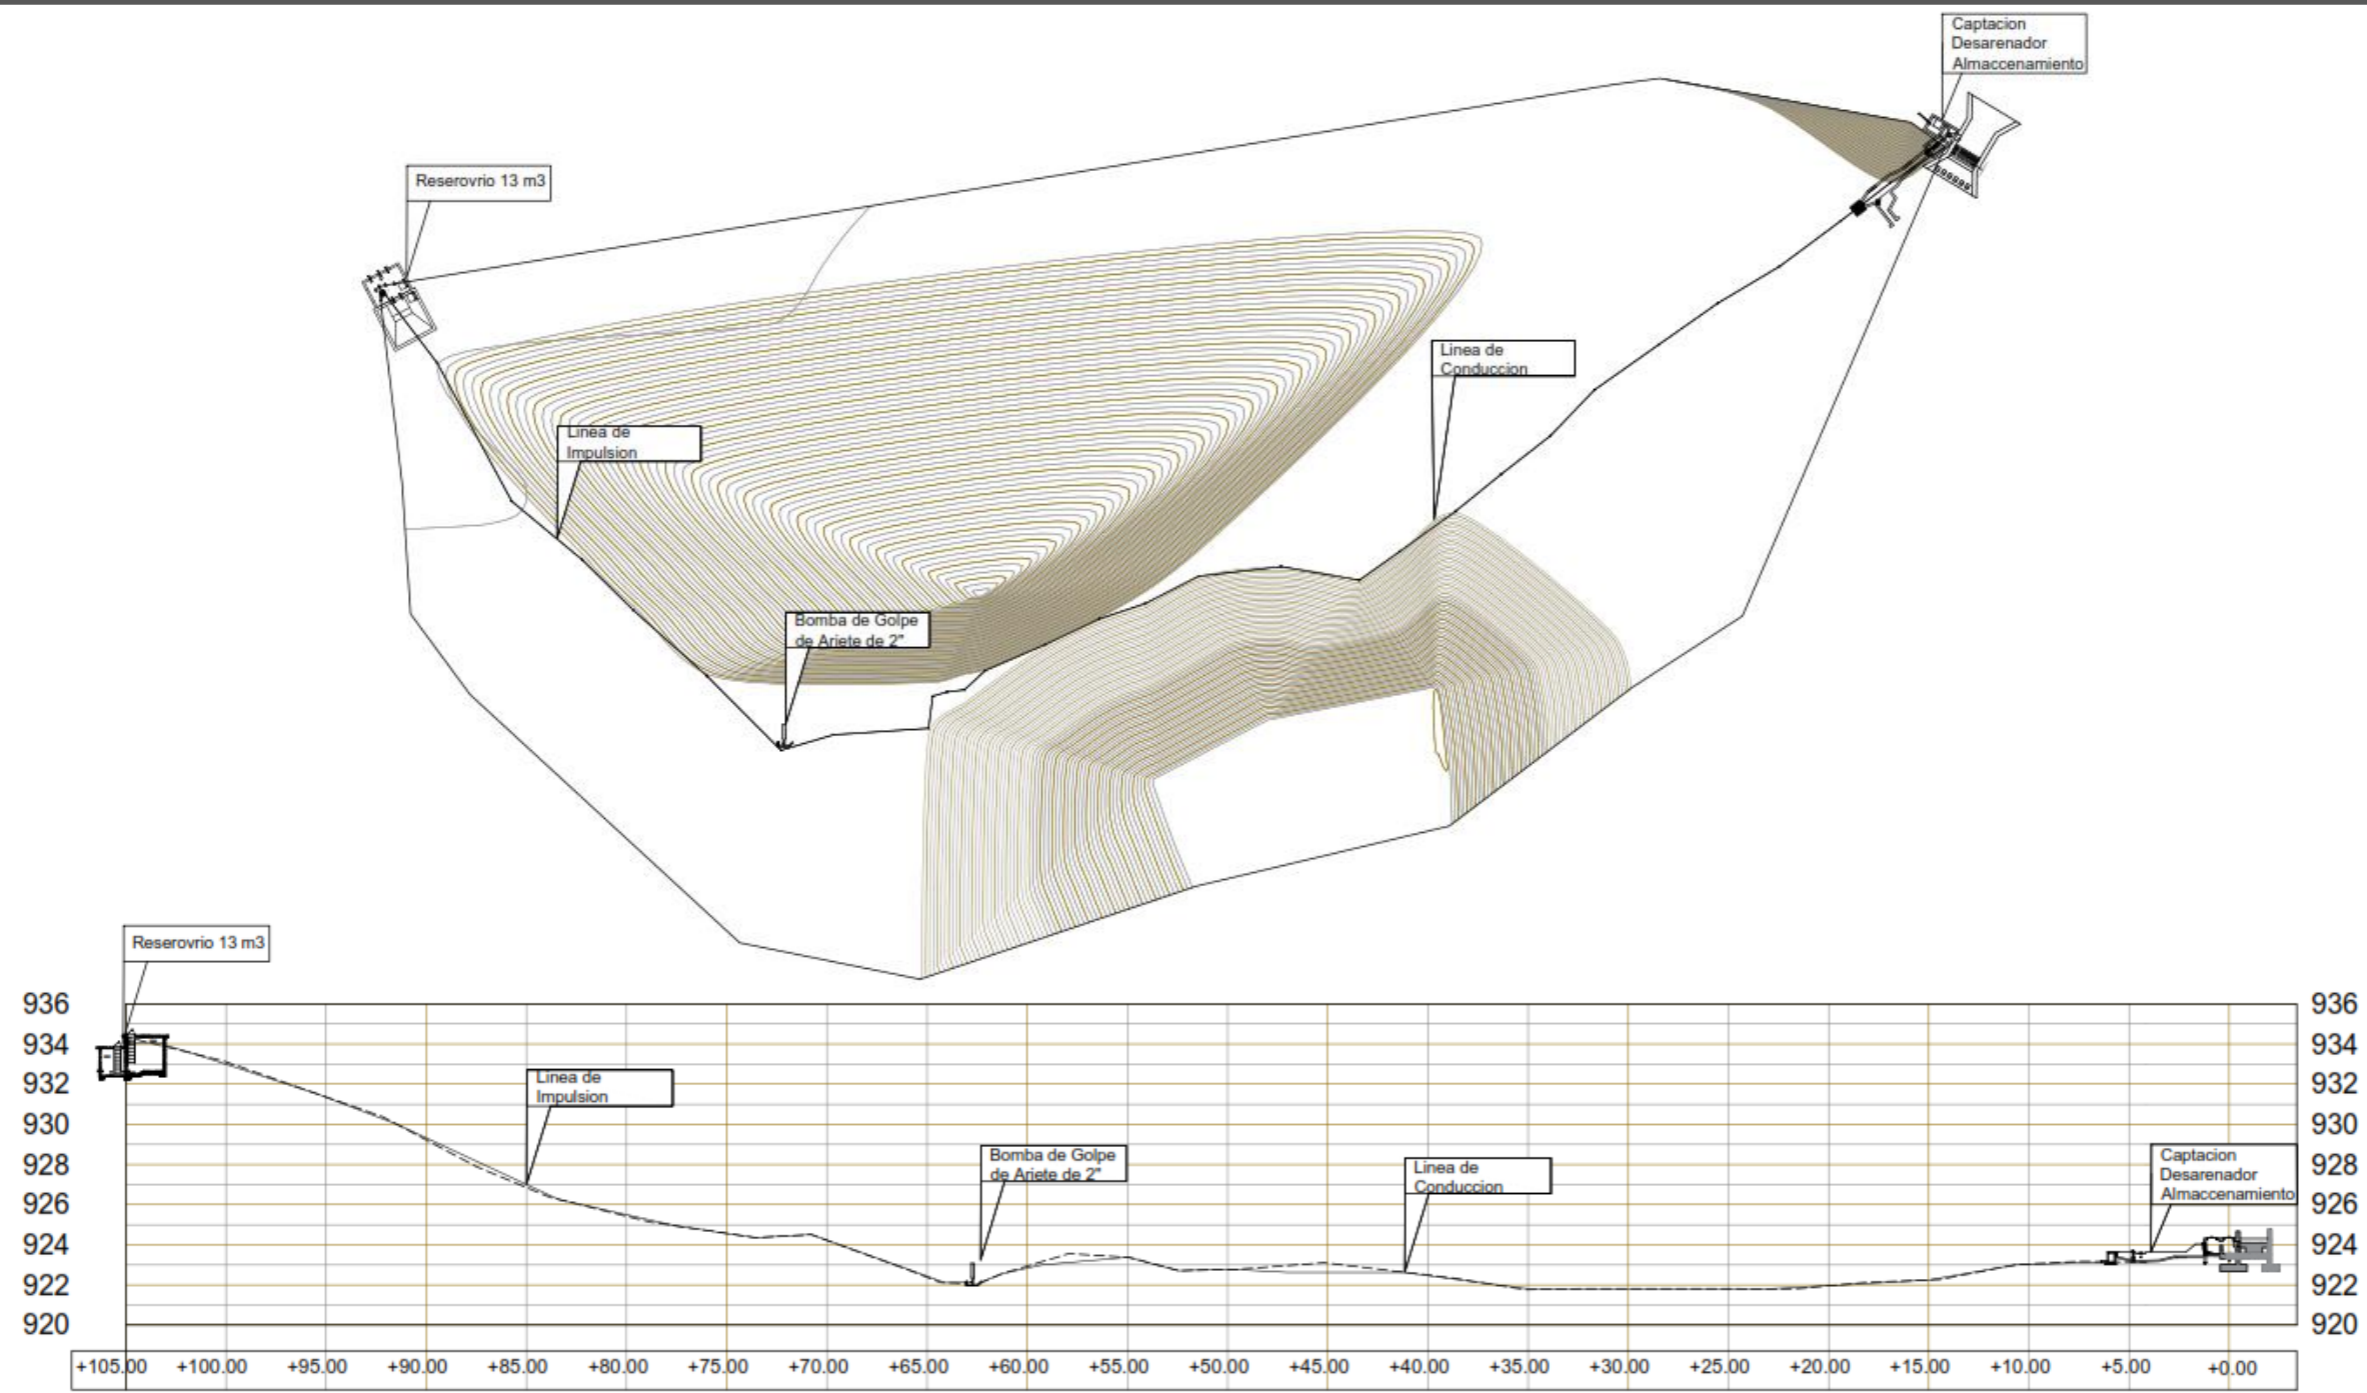 Captacion
Desarenador
Almaccenamiento
Reserovrio 13 m3
Linea de
Conduccion
Linea de
Impulsion
Bomba de Golpe
de Ariete de 2"
Reserovrio 13 m3
936
936
934
934
932
932
Linea de
Impulsion
930
930
Bomba de Golpe
de Ariete de 2"
Linea de
Conduccion
Captacion
Desarenador
Almaccenamiento
928
928
926
926
924
924
922
922
920
920
+105.00 +100.00 +95.00 +90.00 +85.00 +80.00 +75.00 +70.00 +65.00 +60.00 +55.00 +50.00 +45.00 +40.00 +35.00 +30.00 +25.00 +20.00 +15.00 +10.00 +5.00 +0.00